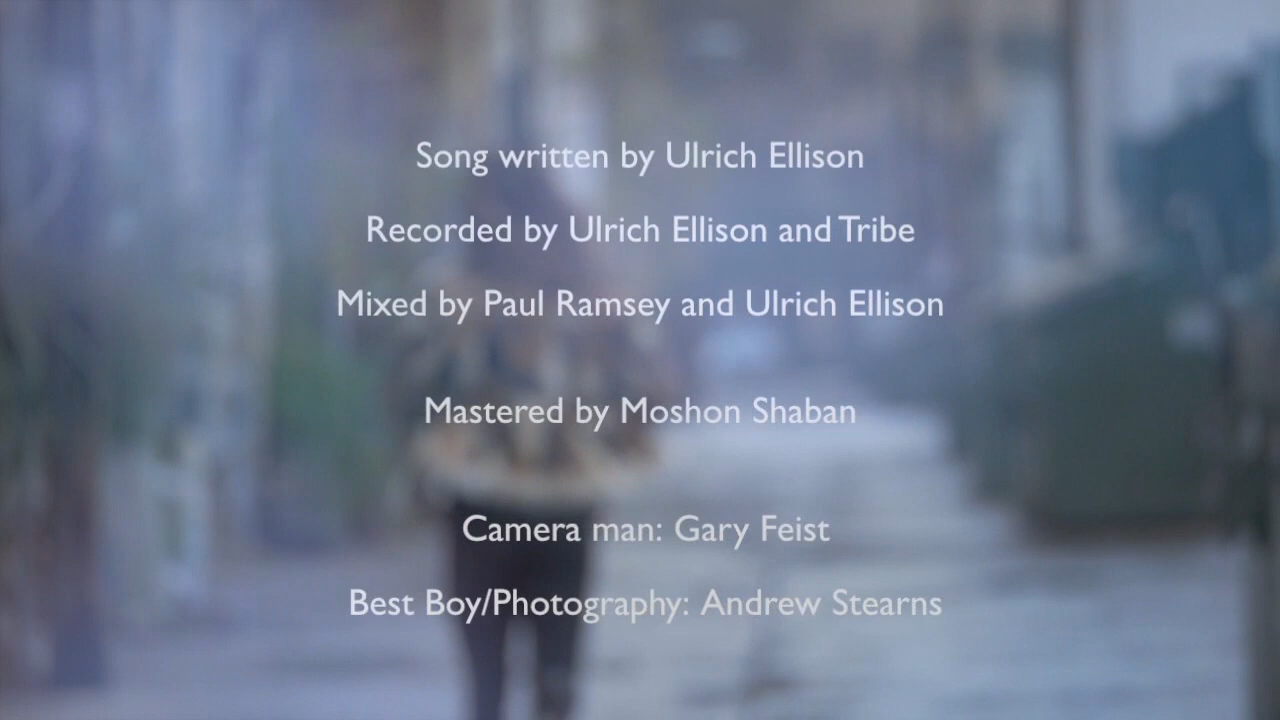 Song written by Ulrich Ellison
Recorded by Ulrich Ellison and Tribe
Mixed by Paul Ramsey and Ulrich Ellison
Mastered by Moshon Shaban
Camera man: Gary Feist
Best Boy/Photography: Andrew Stearns